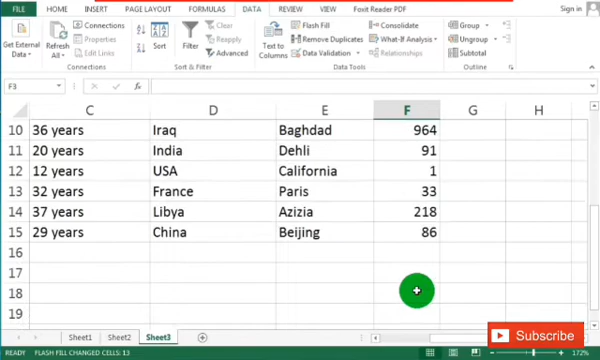 FILE HOME INSERT PAGE LAYOUT FORMULAS DATA REVIEW VIEW Foxit Reader PDF Sign in
Get External Data
Refresh All
Connections
Properties
Edit Links
Connections
Sort
Filter
Clear
Reapply
Advanced
Sort & Filter
Text to Columns
Flash Fill
Remove Duplicates
Data Validation
Consolidate
What-If Analysis
Relationships
Data Tools
Group
Ungroup
Subtotal
Outline
F3 fx
C D E F G H
10 36 years Iraq Baghdad 964
11 20 years India Dehli 91
12 12 years USA California 1
13 32 years France Paris 33
14 37 years Libya Azizia 218
15 29 years China Beijing 86
16
17
18
19
Subscribe
Sheet1 Sheet2 Sheet3
READY FLASH FILL CHANGED CELLS: 13 172%